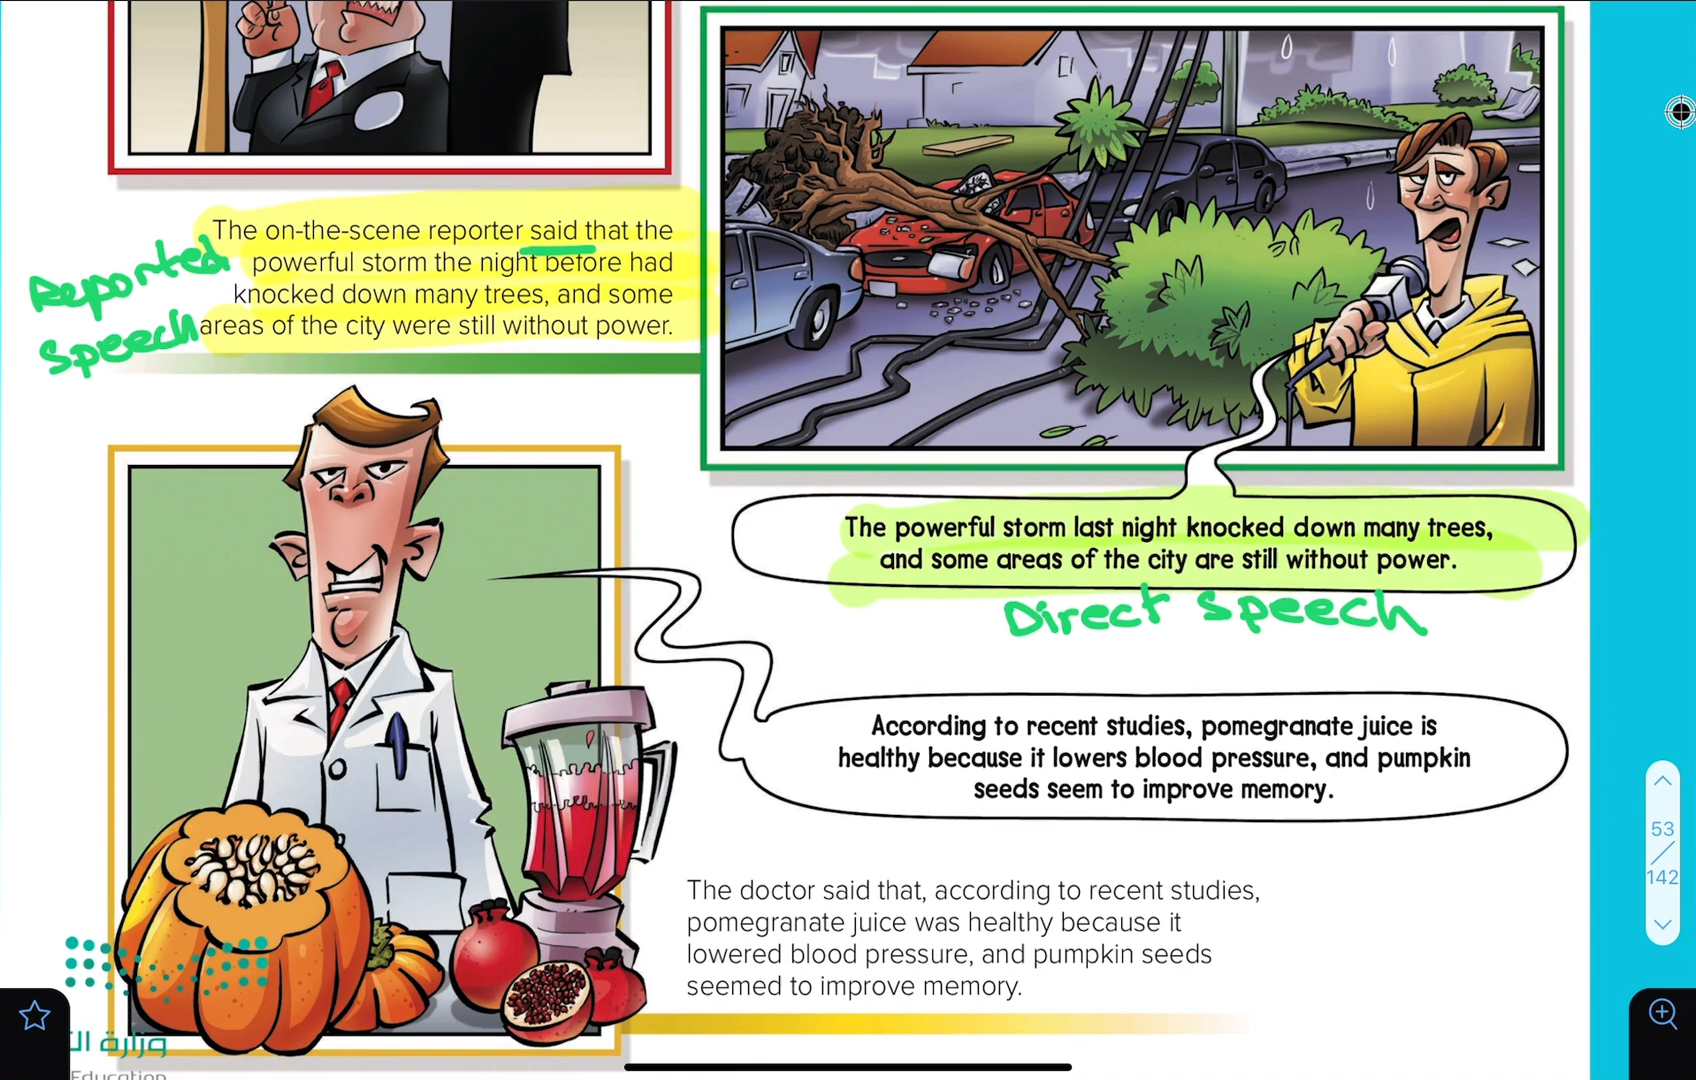 The on-the-scene reporter said that the
powerful storm the night before had
knocked down many trees, and some
areas of the city were still without power.
Reported
Speech
The powerful storm last night knocked down many trees,
and some areas of the city are still without power.
Direct Speech
According to recent studies, pomegranate juice is
healthy because it lowers blood pressure, and pumpkin
seeds seem to improve memory.
The doctor said that, according to recent studies,
pomegranate juice was healthy because it
lowered blood pressure, and pumpkin seeds
seemed to improve memory.
53
142
وزارة
Education